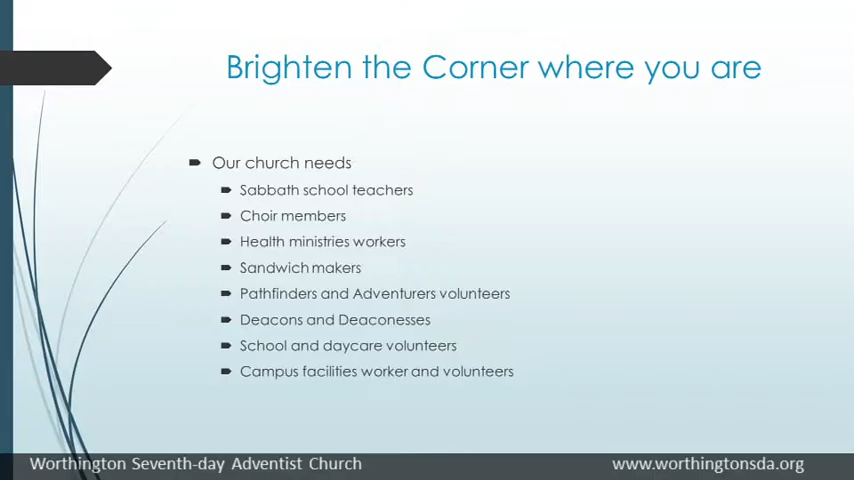 Brighten the Corner where you are
Our church needs
Sabbath school teachers
Choir members
Health ministries workers
Sandwich makers
Pathfinders and Adventurers volunteers
Deacons and Deaconesses
School and daycare volunteers
Campus facilities worker and volunteers
Worthington Seventh-day Adventist Church
www.worthingtonsda.org